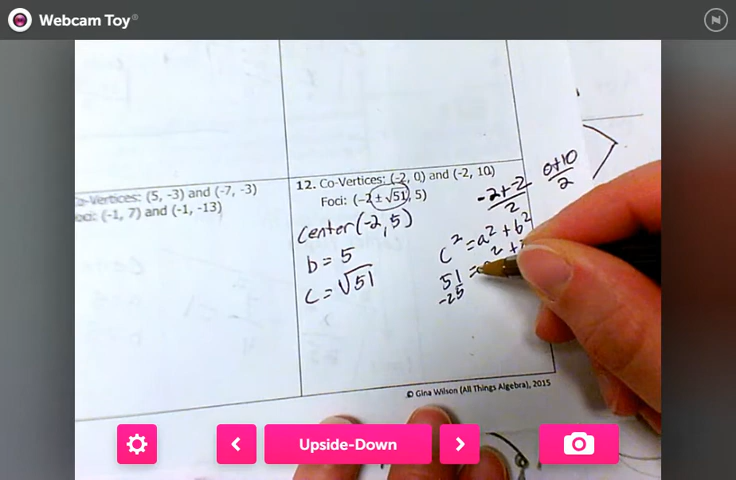 Webcam Toy
12. Co-Vertices: (-2, 0) and (-2, 10)
Foci: (-2 ± √51, 5)
Co-Vertices: (5, -3) and (-7, -3)
Foci: (-1, 7) and (-1, -13)
center (-2, 5)
b = 5
c = √51
-2+-2
2
0+10
2
c² = a² + b²
51 =
-25
© Gina Wilson (All Things Algebra), 2015
Upside-Down